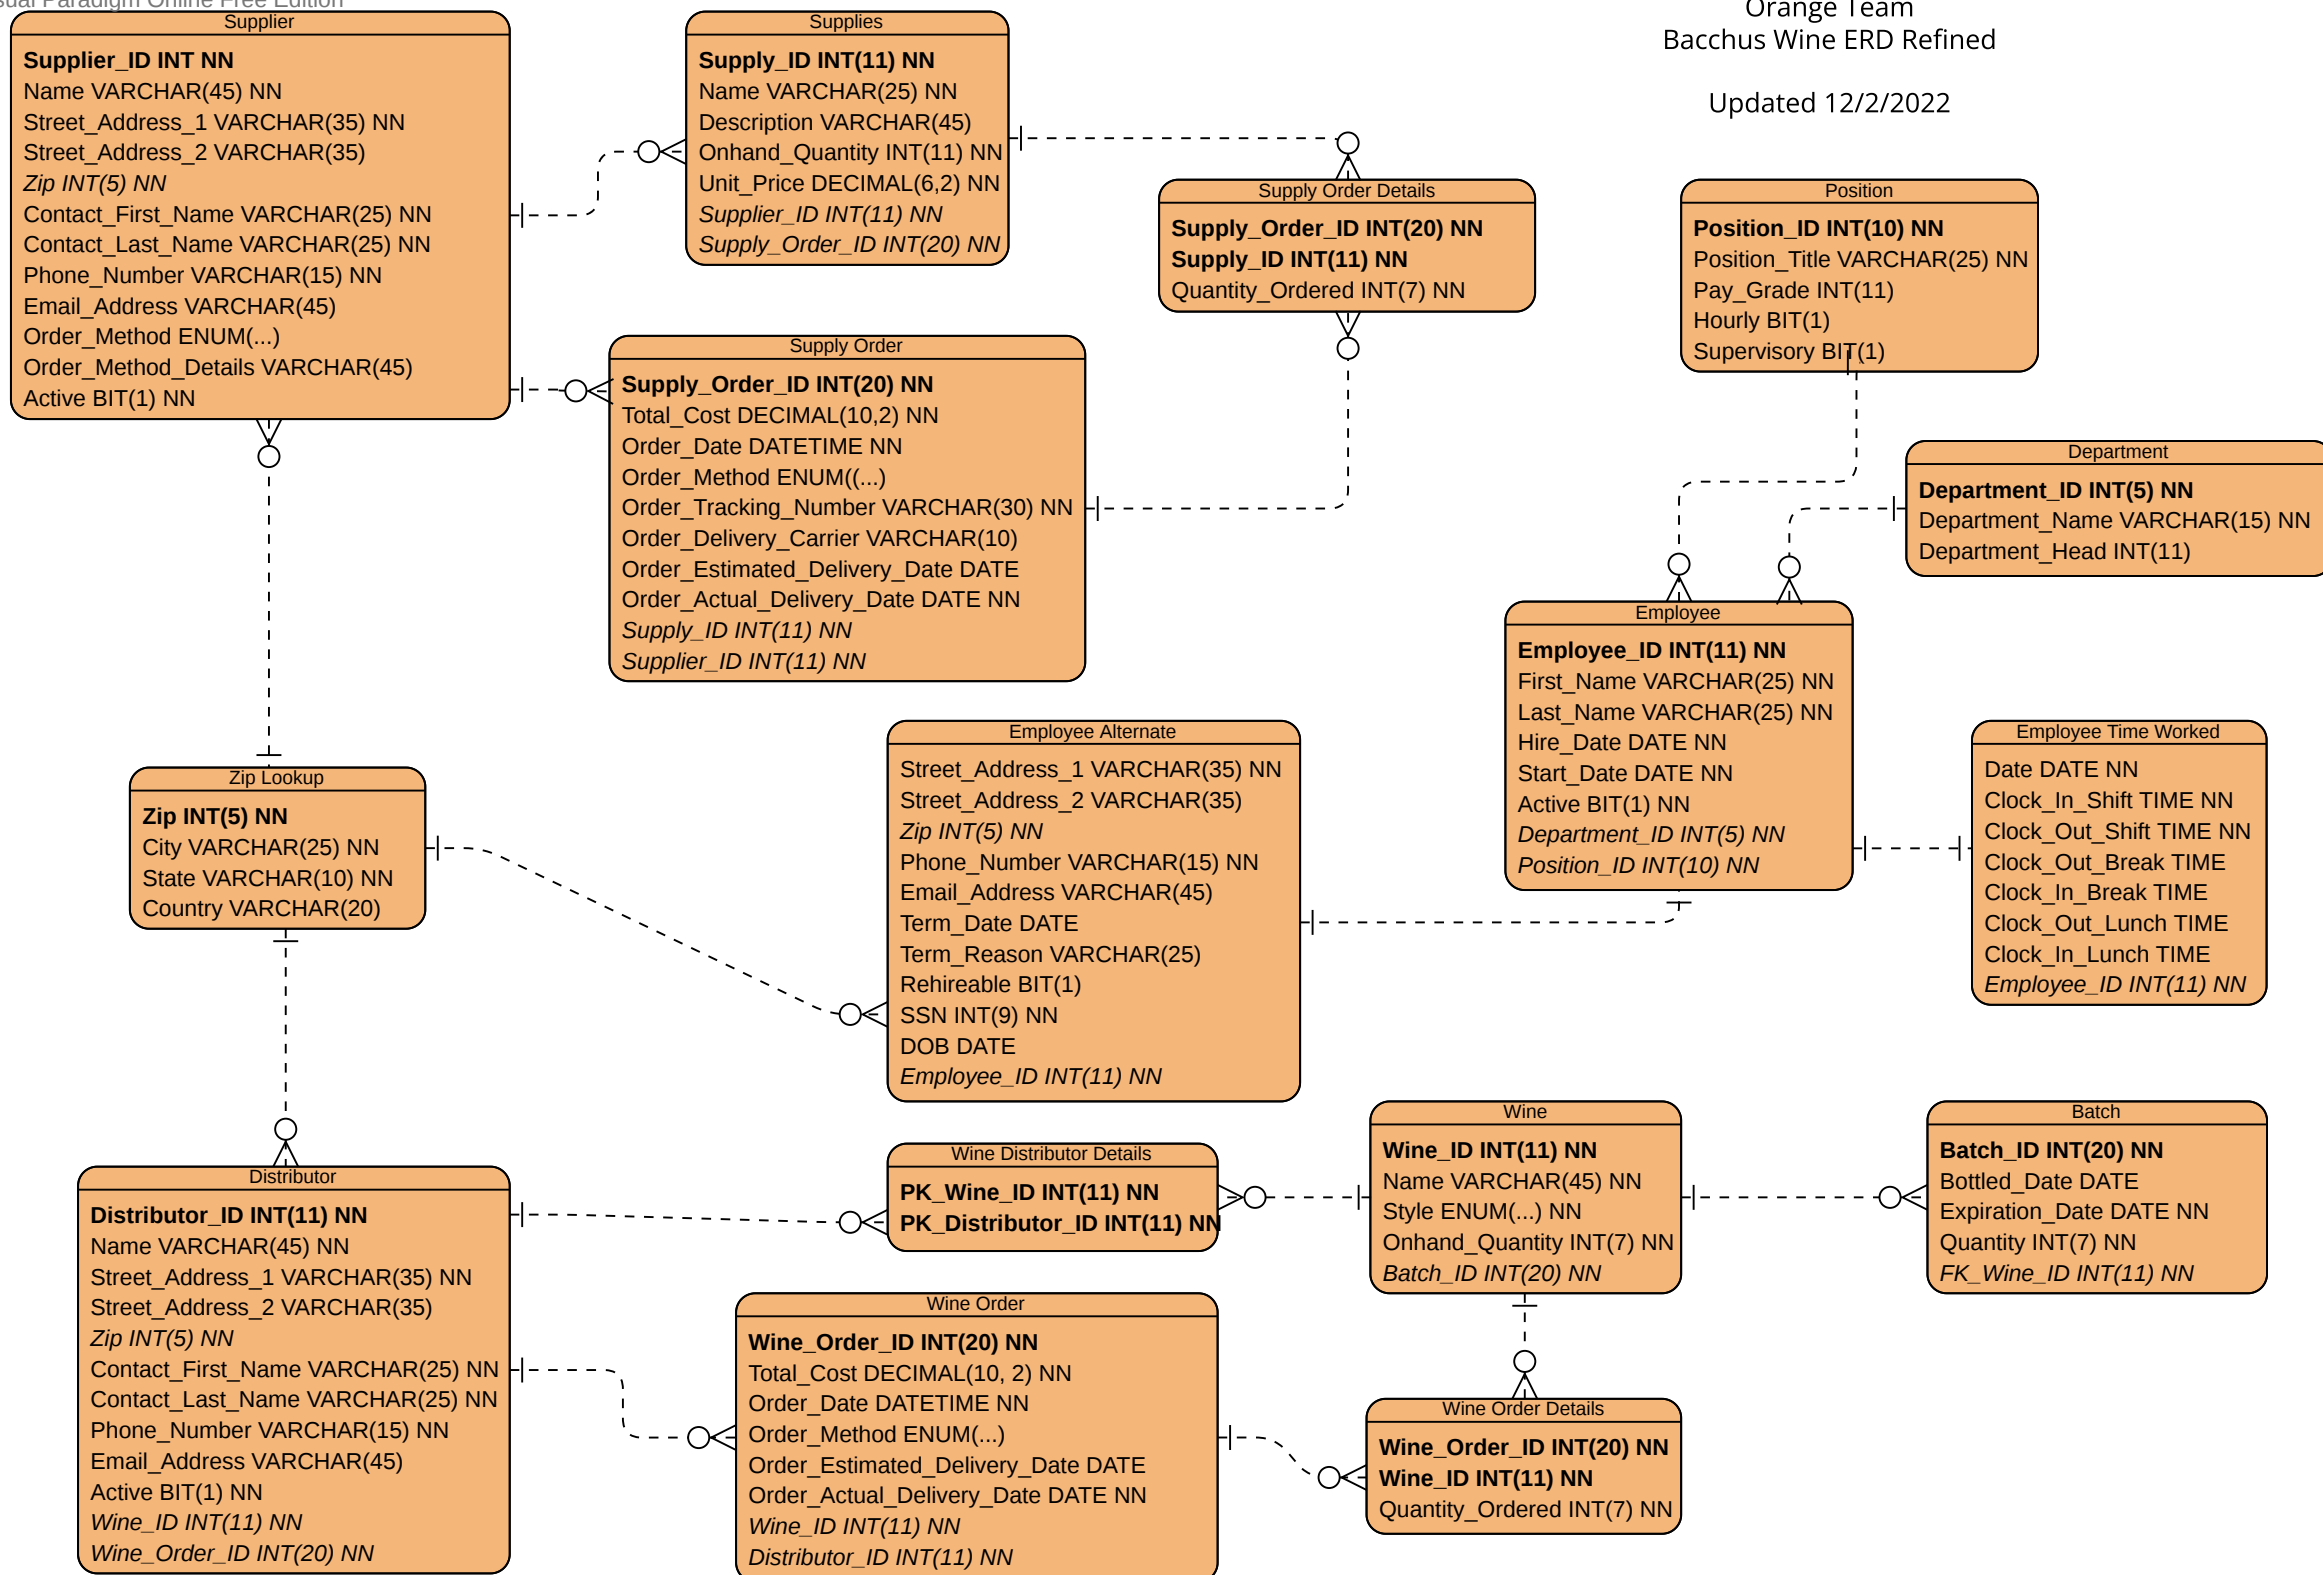 sual Paradigm Online Free Edition
Orange Team
Bacchus Wine ERD Refined
Updated 12/2/2022
Supplier
Supplier_ID INT NN
Name VARCHAR(45) NN
Street_Address_1 VARCHAR(35) NN
Street_Address_2 VARCHAR(35)
Zip INT(5) NN
Contact_First_Name VARCHAR(25) NN
Contact_Last_Name VARCHAR(25) NN
Phone_Number VARCHAR(15) NN
Email_Address VARCHAR(45)
Order_Method ENUM(...)
Order_Method_Details VARCHAR(45)
Active BIT(1) NN
Supplies
Supply_ID INT(11) NN
Name VARCHAR(25) NN
Description VARCHAR(45)
Onhand_Quantity INT(11) NN
Unit_Price DECIMAL(6,2) NN
Supplier_ID INT(11) NN
Supply_Order_ID INT(20) NN
Supply Order Details
Supply_Order_ID INT(20) NN
Supply_ID INT(11) NN
Quantity_Ordered INT(7) NN
Position
Position_ID INT(10) NN
Position_Title VARCHAR(25) NN
Pay_Grade INT(11)
Hourly BIT(1)
Supervisory BIT(1)
Supply Order
Supply_Order_ID INT(20) NN
Total_Cost DECIMAL(10,2) NN
Order_Date DATETIME NN
Order_Method ENUM((...)
Order_Tracking_Number VARCHAR(30) NN
Order_Delivery_Carrier VARCHAR(10)
Order_Estimated_Delivery_Date DATE
Order_Actual_Delivery_Date DATE NN
Supply_ID INT(11) NN
Supplier_ID INT(11) NN
Department
Department_ID INT(5) NN
Department_Name VARCHAR(15) NN
Department_Head INT(11)
Employee
Employee_ID INT(11) NN
First_Name VARCHAR(25) NN
Last_Name VARCHAR(25) NN
Hire_Date DATE NN
Start_Date DATE NN
Active BIT(1) NN
Department_ID INT(5) NN
Position_ID INT(10) NN
Zip Lookup
Zip INT(5) NN
City VARCHAR(25) NN
State VARCHAR(10) NN
Country VARCHAR(20)
Employee Alternate
Street_Address_1 VARCHAR(35) NN
Street_Address_2 VARCHAR(35)
Zip INT(5) NN
Phone_Number VARCHAR(15) NN
Email_Address VARCHAR(45)
Term_Date DATE
Term_Reason VARCHAR(25)
Rehireable BIT(1)
SSN INT(9) NN
DOB DATE
Employee_ID INT(11) NN
Employee Time Worked
Date DATE NN
Clock_In_Shift TIME NN
Clock_Out_Shift TIME NN
Clock_Out_Break TIME
Clock_In_Break TIME
Clock_Out_Lunch TIME
Clock_In_Lunch TIME
Employee_ID INT(11) NN
Distributor
Distributor_ID INT(11) NN
Name VARCHAR(45) NN
Street_Address_1 VARCHAR(35) NN
Street_Address_2 VARCHAR(35)
Zip INT(5) NN
Contact_First_Name VARCHAR(25) NN
Contact_Last_Name VARCHAR(25) NN
Phone_Number VARCHAR(15) NN
Email_Address VARCHAR(45)
Active BIT(1) NN
Wine_ID INT(11) NN
Wine_Order_ID INT(20) NN
Wine Distributor Details
PK_Wine_ID INT(11) NN
PK_Distributor_ID INT(11) NN
Wine
Wine_ID INT(11) NN
Name VARCHAR(45) NN
Style ENUM(...) NN
Onhand_Quantity INT(7) NN
Batch_ID INT(20) NN
Batch
Batch_ID INT(20) NN
Bottled_Date DATE
Expiration_Date DATE NN
Quantity INT(7) NN
FK_Wine_ID INT(11) NN
Wine Order
Wine_Order_ID INT(20) NN
Total_Cost DECIMAL(10, 2) NN
Order_Date DATETIME NN
Order_Method ENUM(...)
Order_Estimated_Delivery_Date DATE
Order_Actual_Delivery_Date DATE NN
Wine_ID INT(11) NN
Distributor_ID INT(11) NN
Wine Order Details
Wine_Order_ID INT(20) NN
Wine_ID INT(11) NN
Quantity_Ordered INT(7) NN